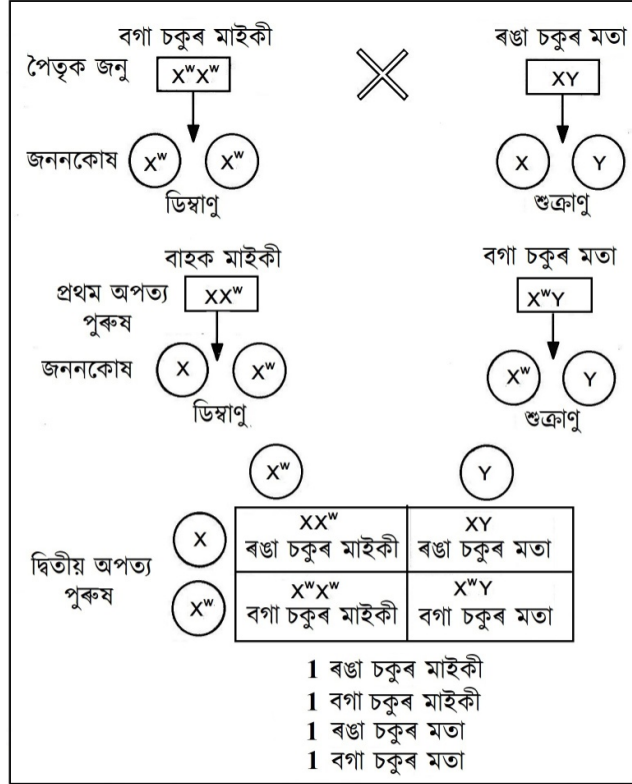 বগা চকুৰ মাইকী ৰঙা চকুৰ মতা
পৈতৃক জনু XʷXʷ XY
জননকোষ Xʷ Xʷ X Y
ডিম্বাণু শুক্ৰাণু
বাহক মাইকী বগা চকুৰ মতা
প্ৰথম অপত্য XXʷ XʷY
পুৰুষ
জননকোষ X Xʷ Xʷ Y
ডিম্বাণু শুক্ৰাণু
Xʷ Y
X XXʷ XY
ৰঙা চকুৰ মাইকী ৰঙা চকুৰ মতা
দ্বিতীয় অপত্য
পুৰুষ
Xʷ XʷXʷ XʷY
বগা চকুৰ মাইকী বগা চকুৰ মতা
1 ৰঙা চকুৰ মাইকী
1 বগা চকুৰ মাইকী
1 ৰঙা চকুৰ মতা
1 বগা চকুৰ মতা